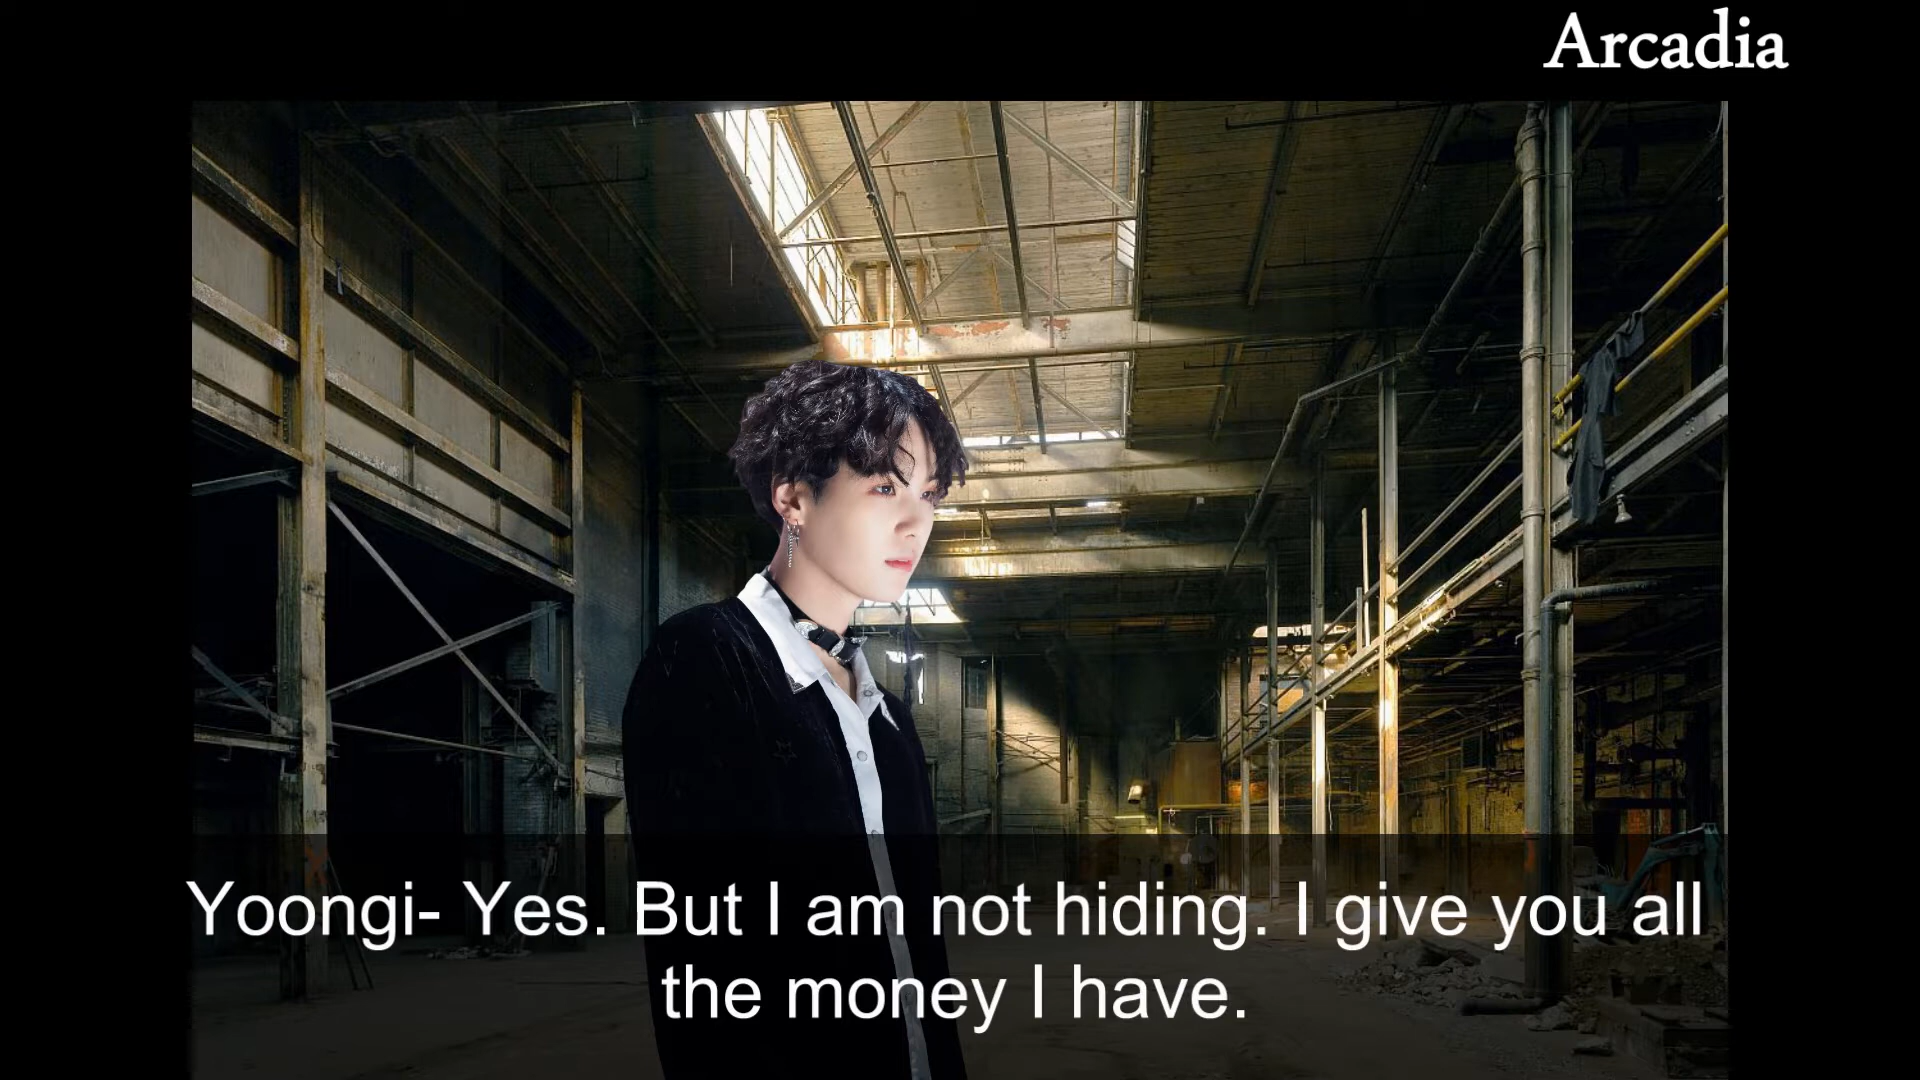 Arcadia
Yoongi- Yes. But I am not hiding. I give you all
the money I have.